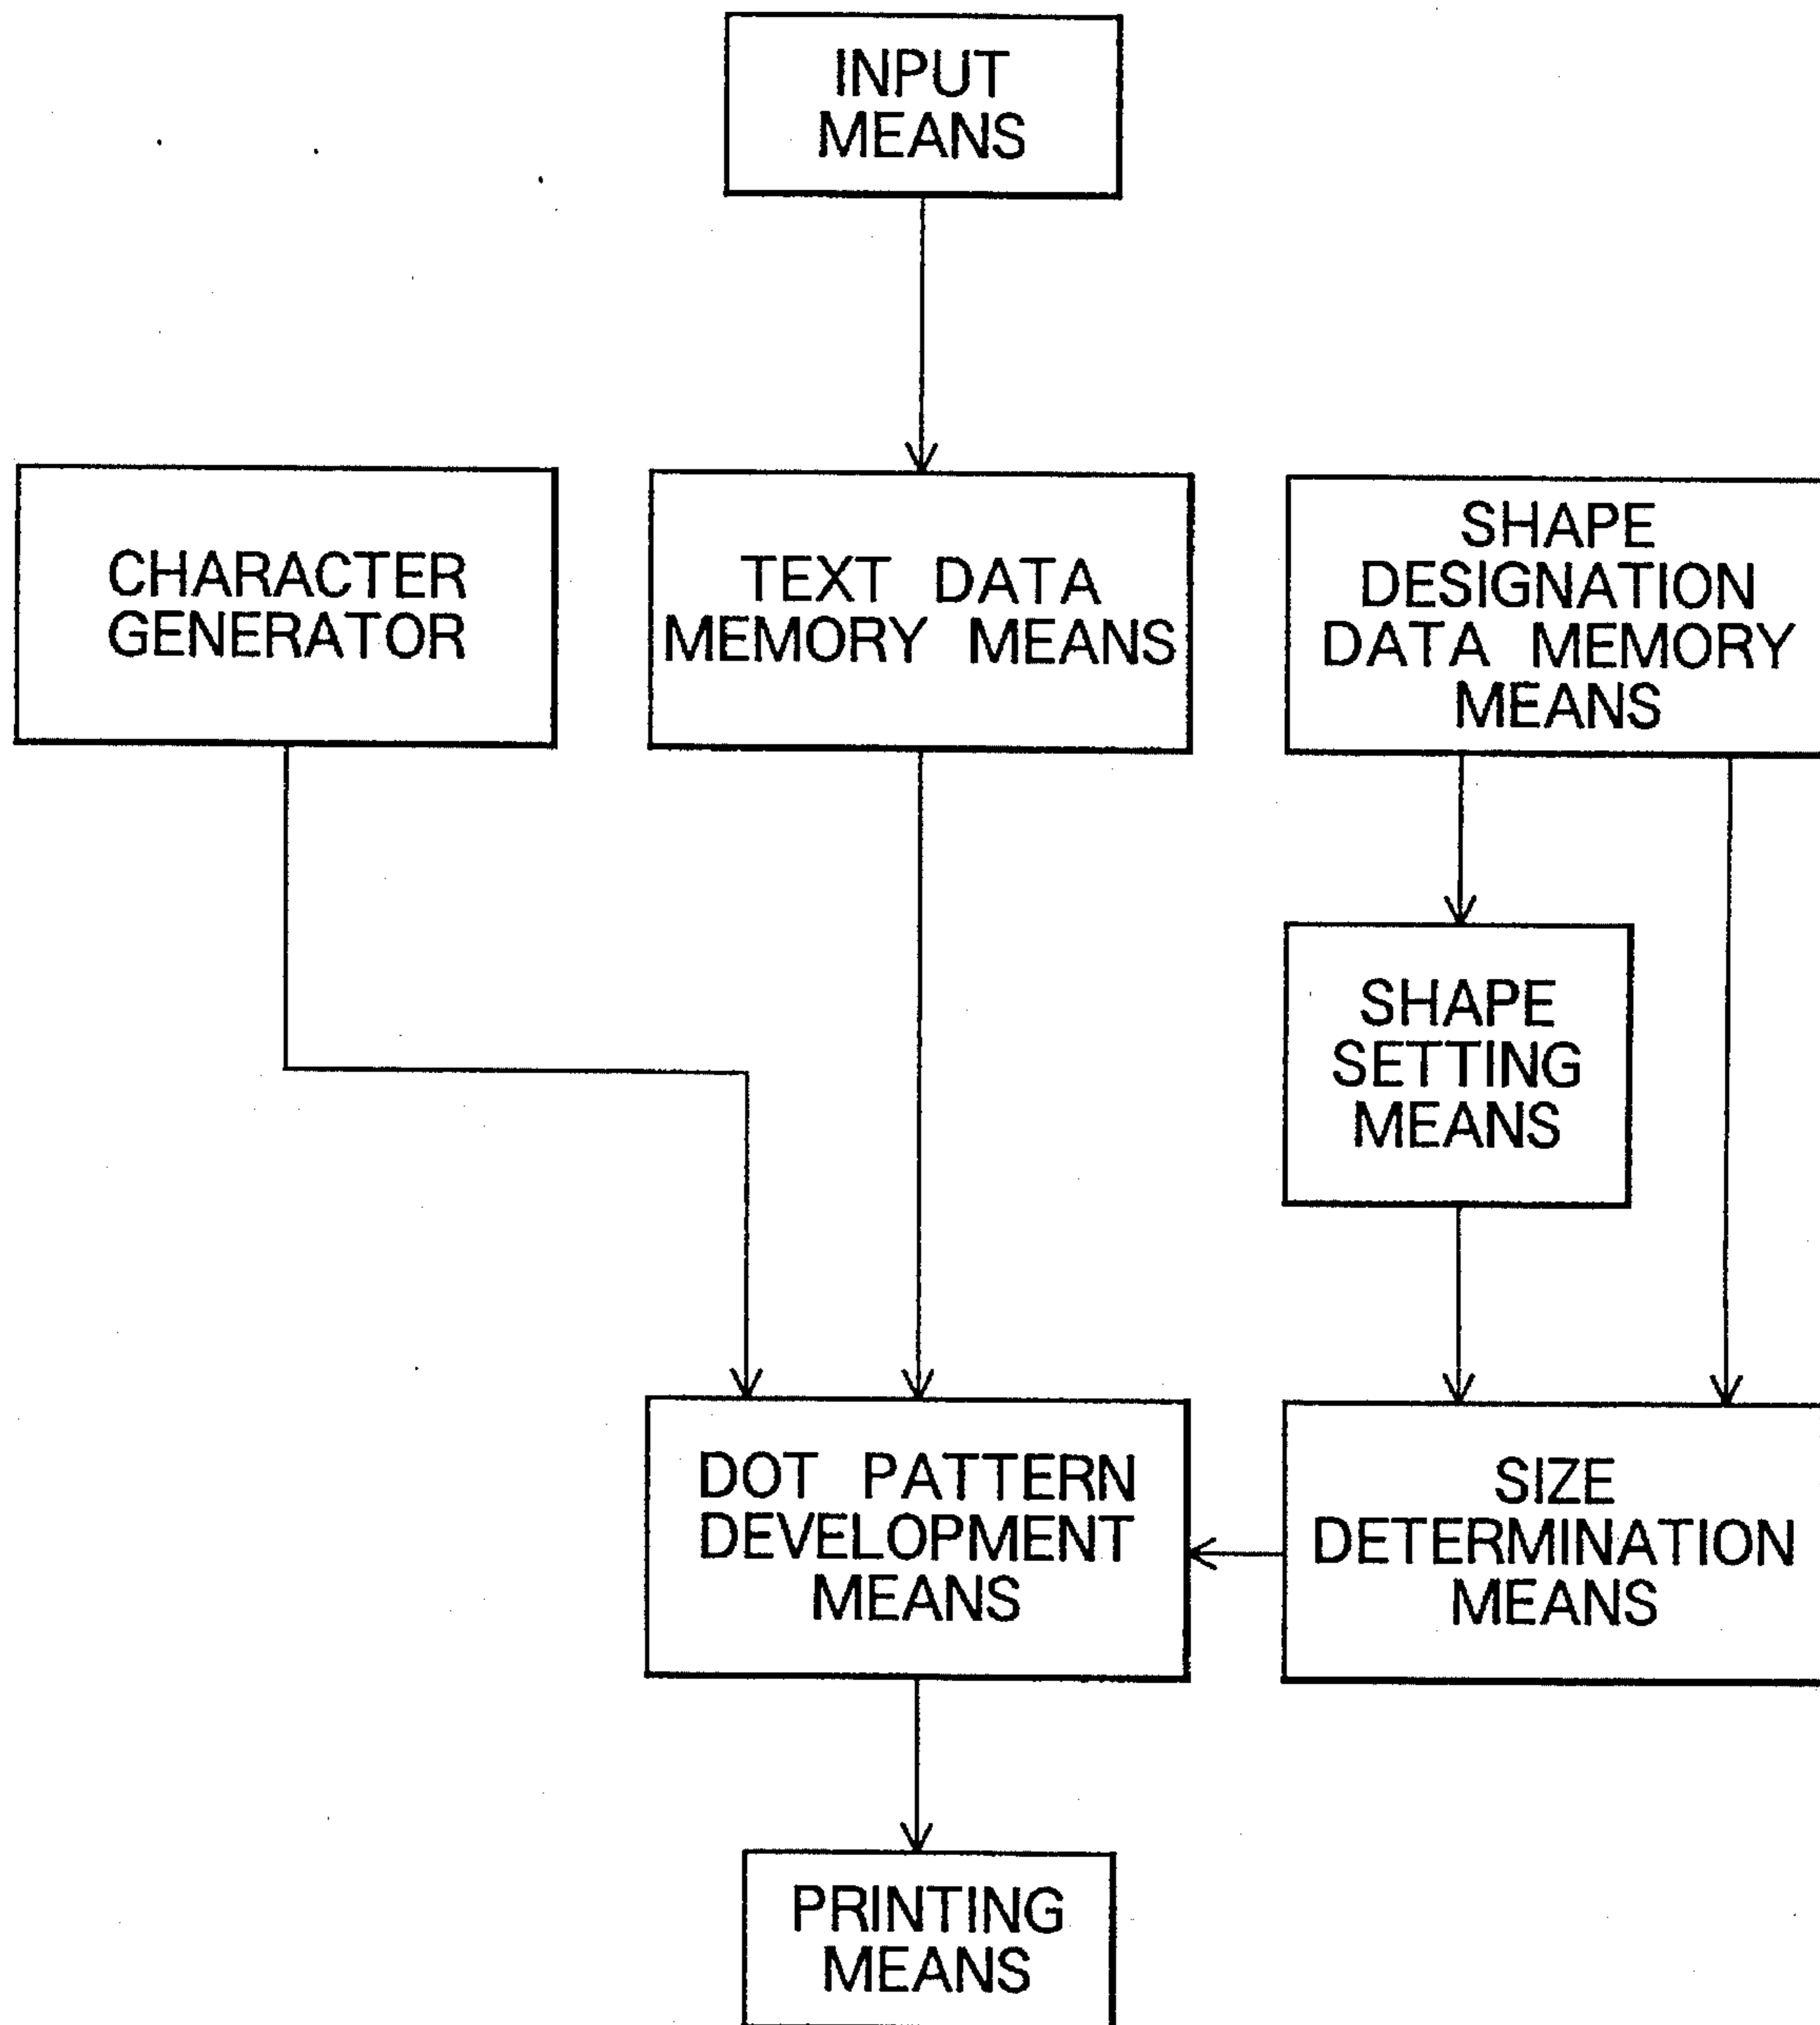 INPUT
MEANS
CHARACTER
GENERATOR
TEXT DATA
MEMORY MEANS
SHAPE
DESIGNATION
DATA MEMORY
MEANS
SHAPE
SETTING
MEANS
DOT PATTERN
DEVELOPMENT
MEANS
SIZE
DETERMINATION
MEANS
PRINTING
MEANS